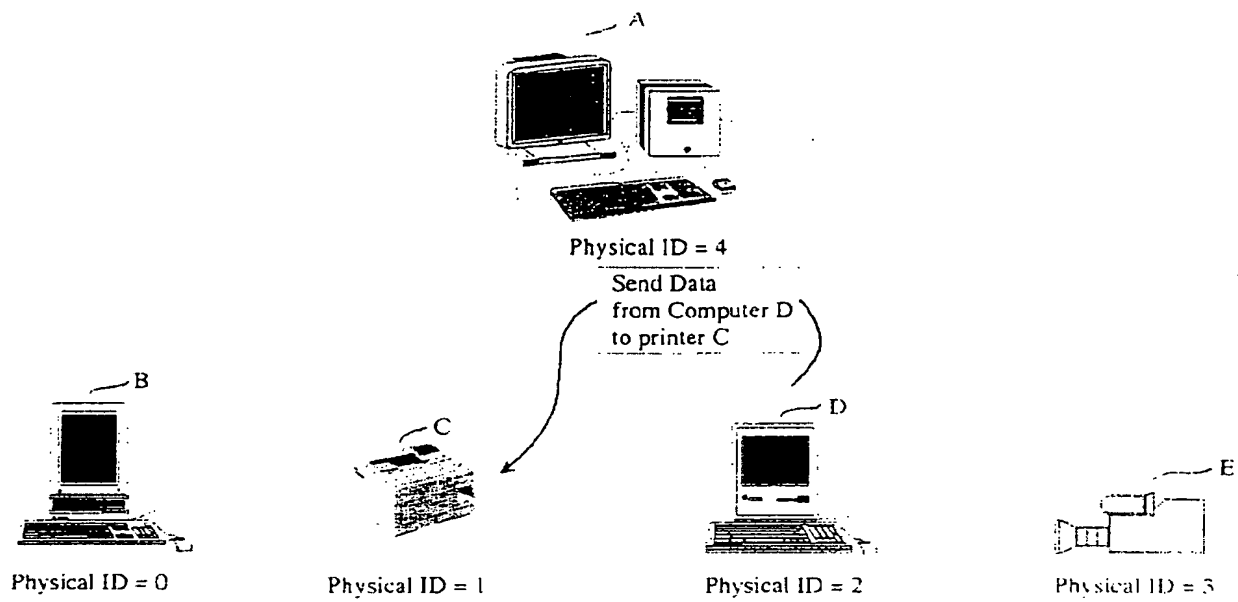 A
Physical ID = 4
Send Data
from Computer D
to printer C
B
C
D
E
Physical ID = 0
Physical ID = 1
Physical ID = 2
Physical ID = 3